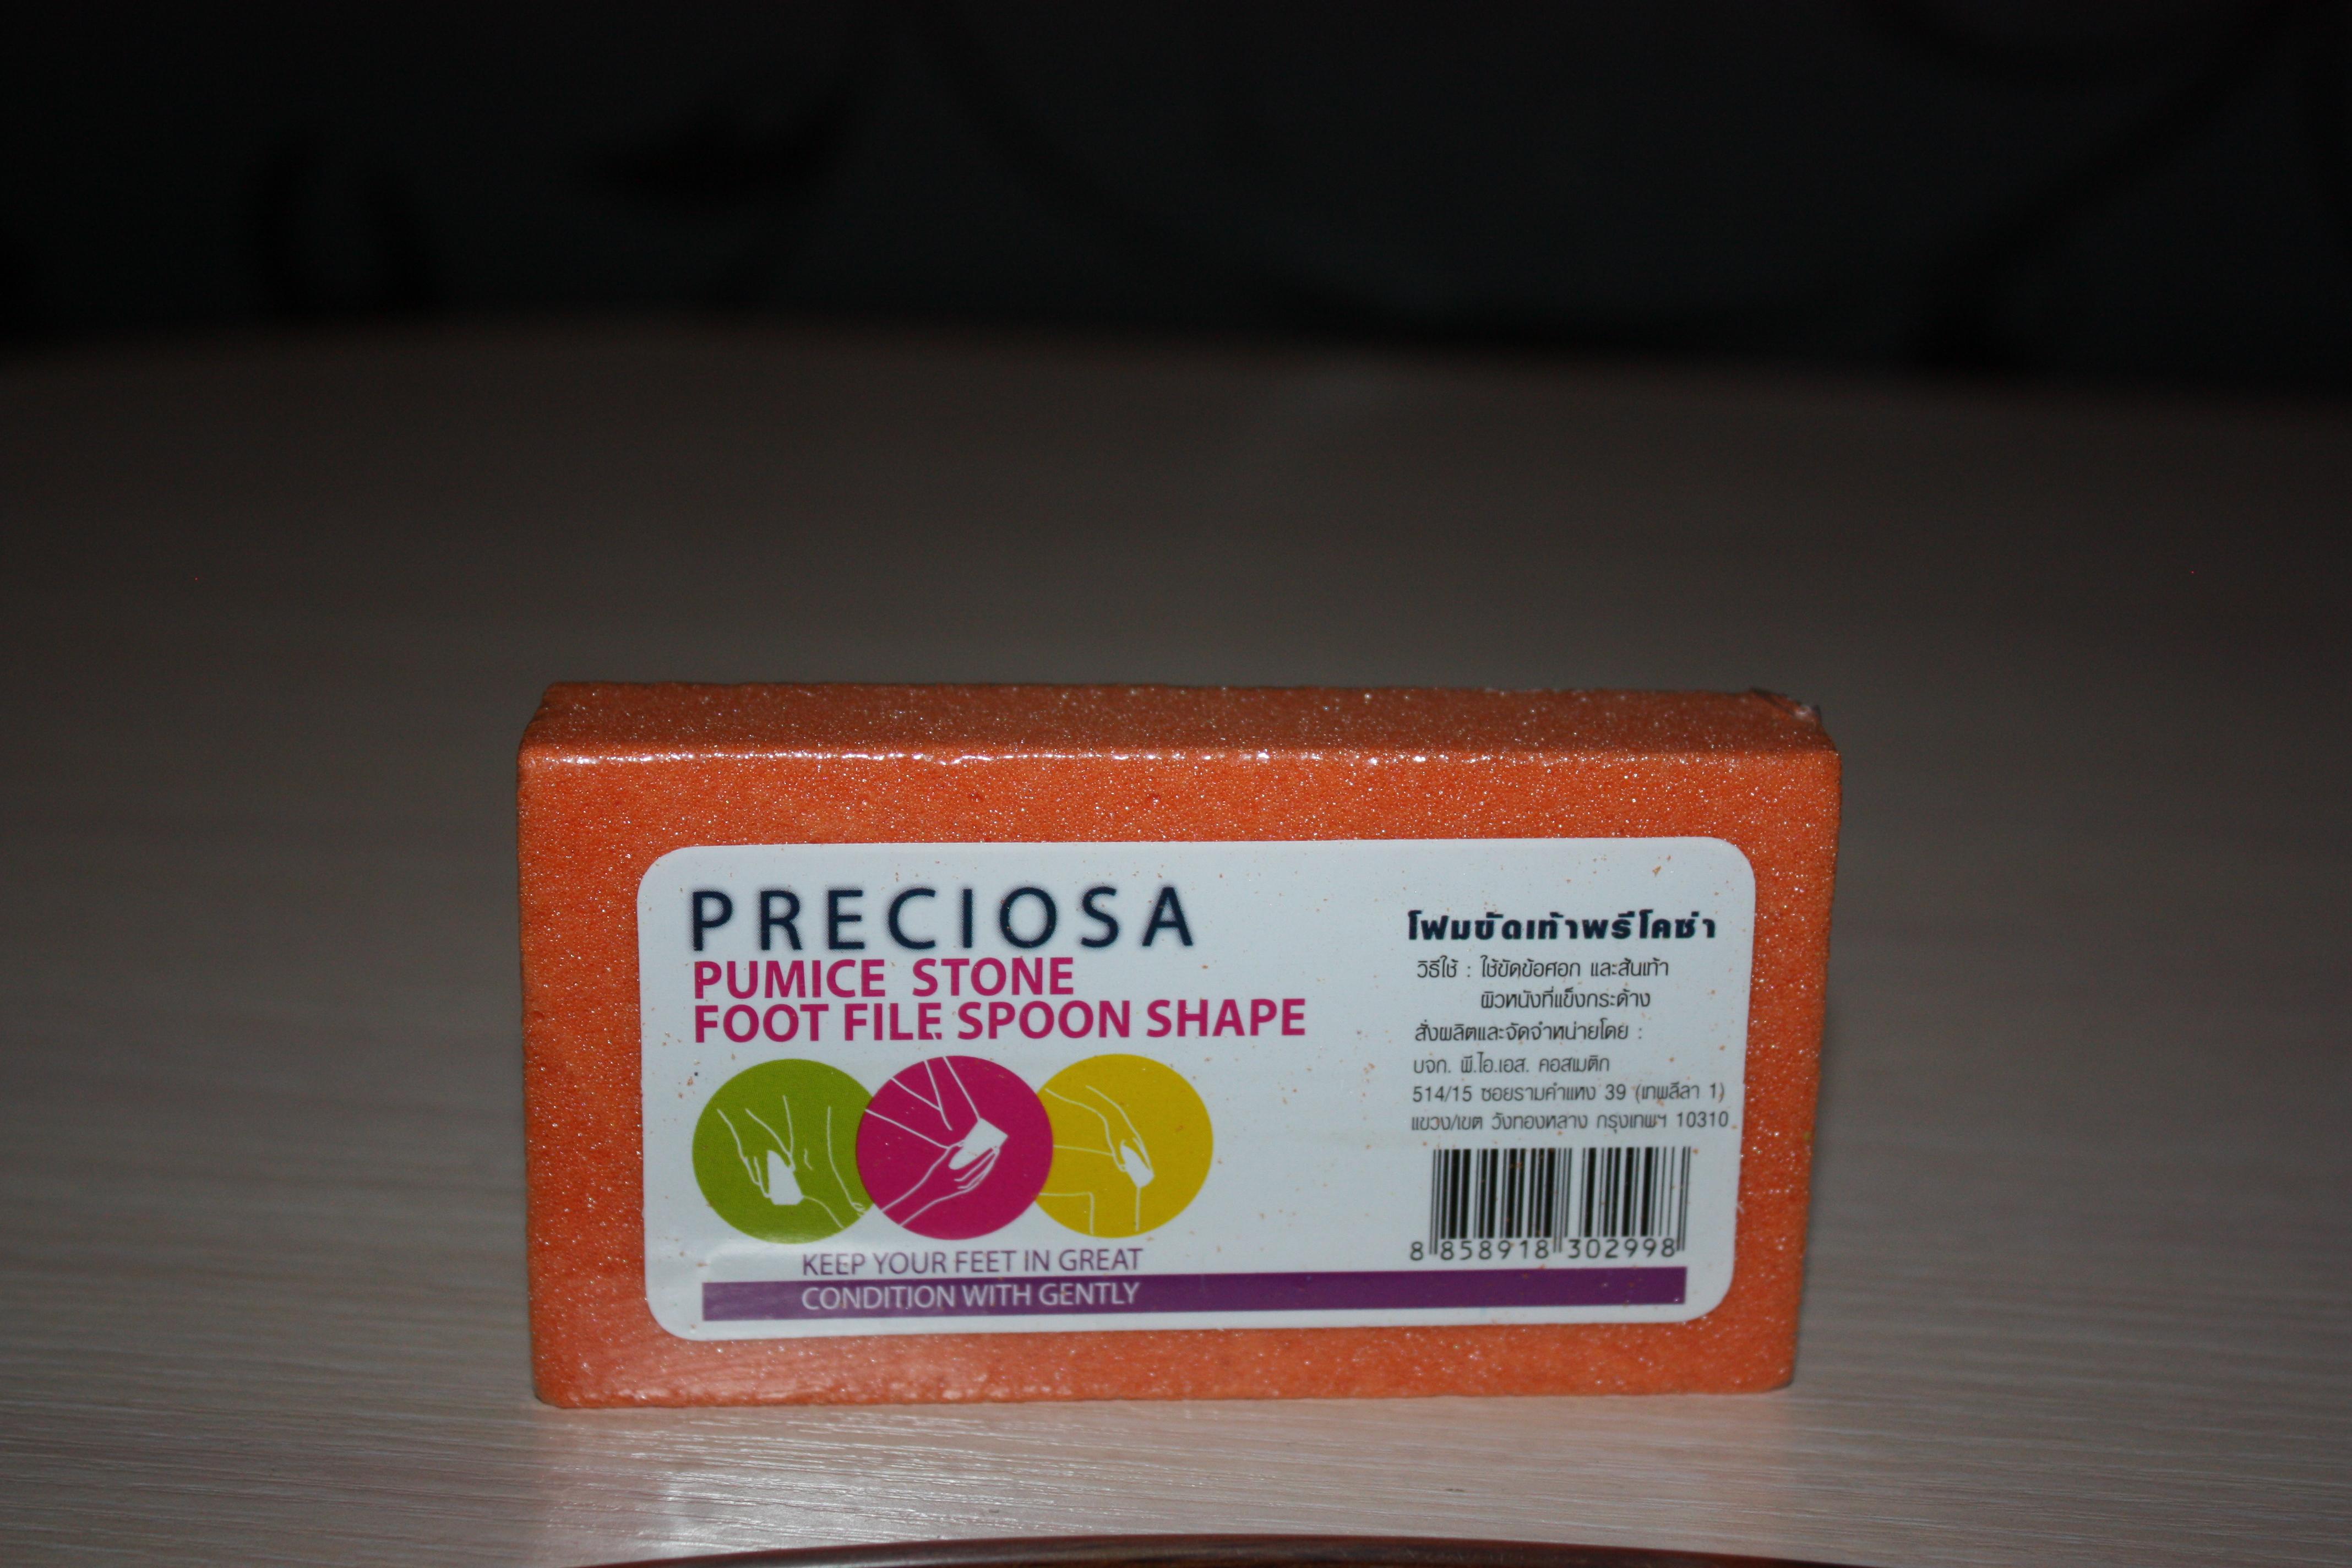 PRECIOSA
PUMICE STONE
FOOT FILE SPOON SHAPE
KEEP YOUR FEET IN GREAT
CONDITION WITH GENTLY
โฟมขัดเท้าพรีโคซ่า
วิธีใช้ : ใช้ขัดข้อศอก และส้นเท้า
ผิวหนังที่แข็งกระด้าง
สั่งผลิตและจัดจำหน่ายโดย :
บจก. พี.ไอ.เอส. คอสเมติก
514/15 ซอยรามคำแหง 39 (เทพลีลา 1)
แขวง/เขต วังทองหลาง กรุงเทพฯ 10310
8 858918 302998